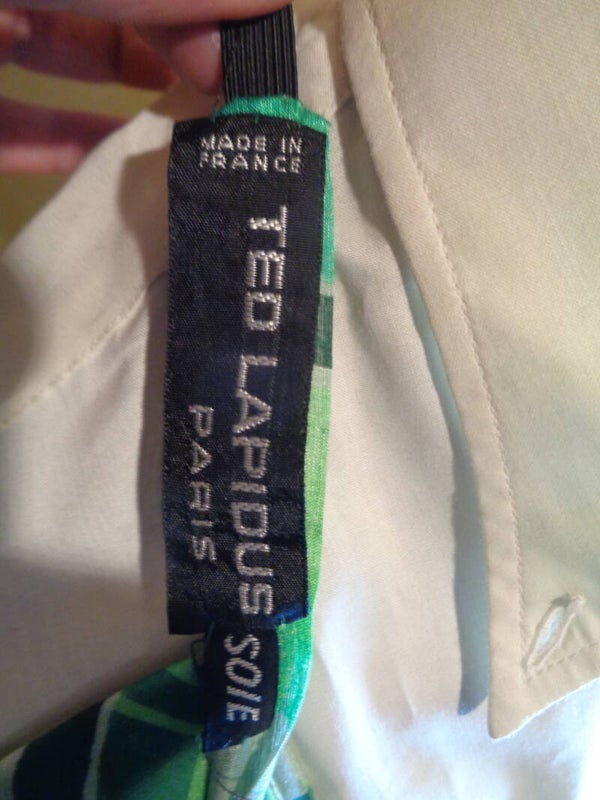 MADE IN
FRANCE
TED LAPIDUS
PARIS
SOIE